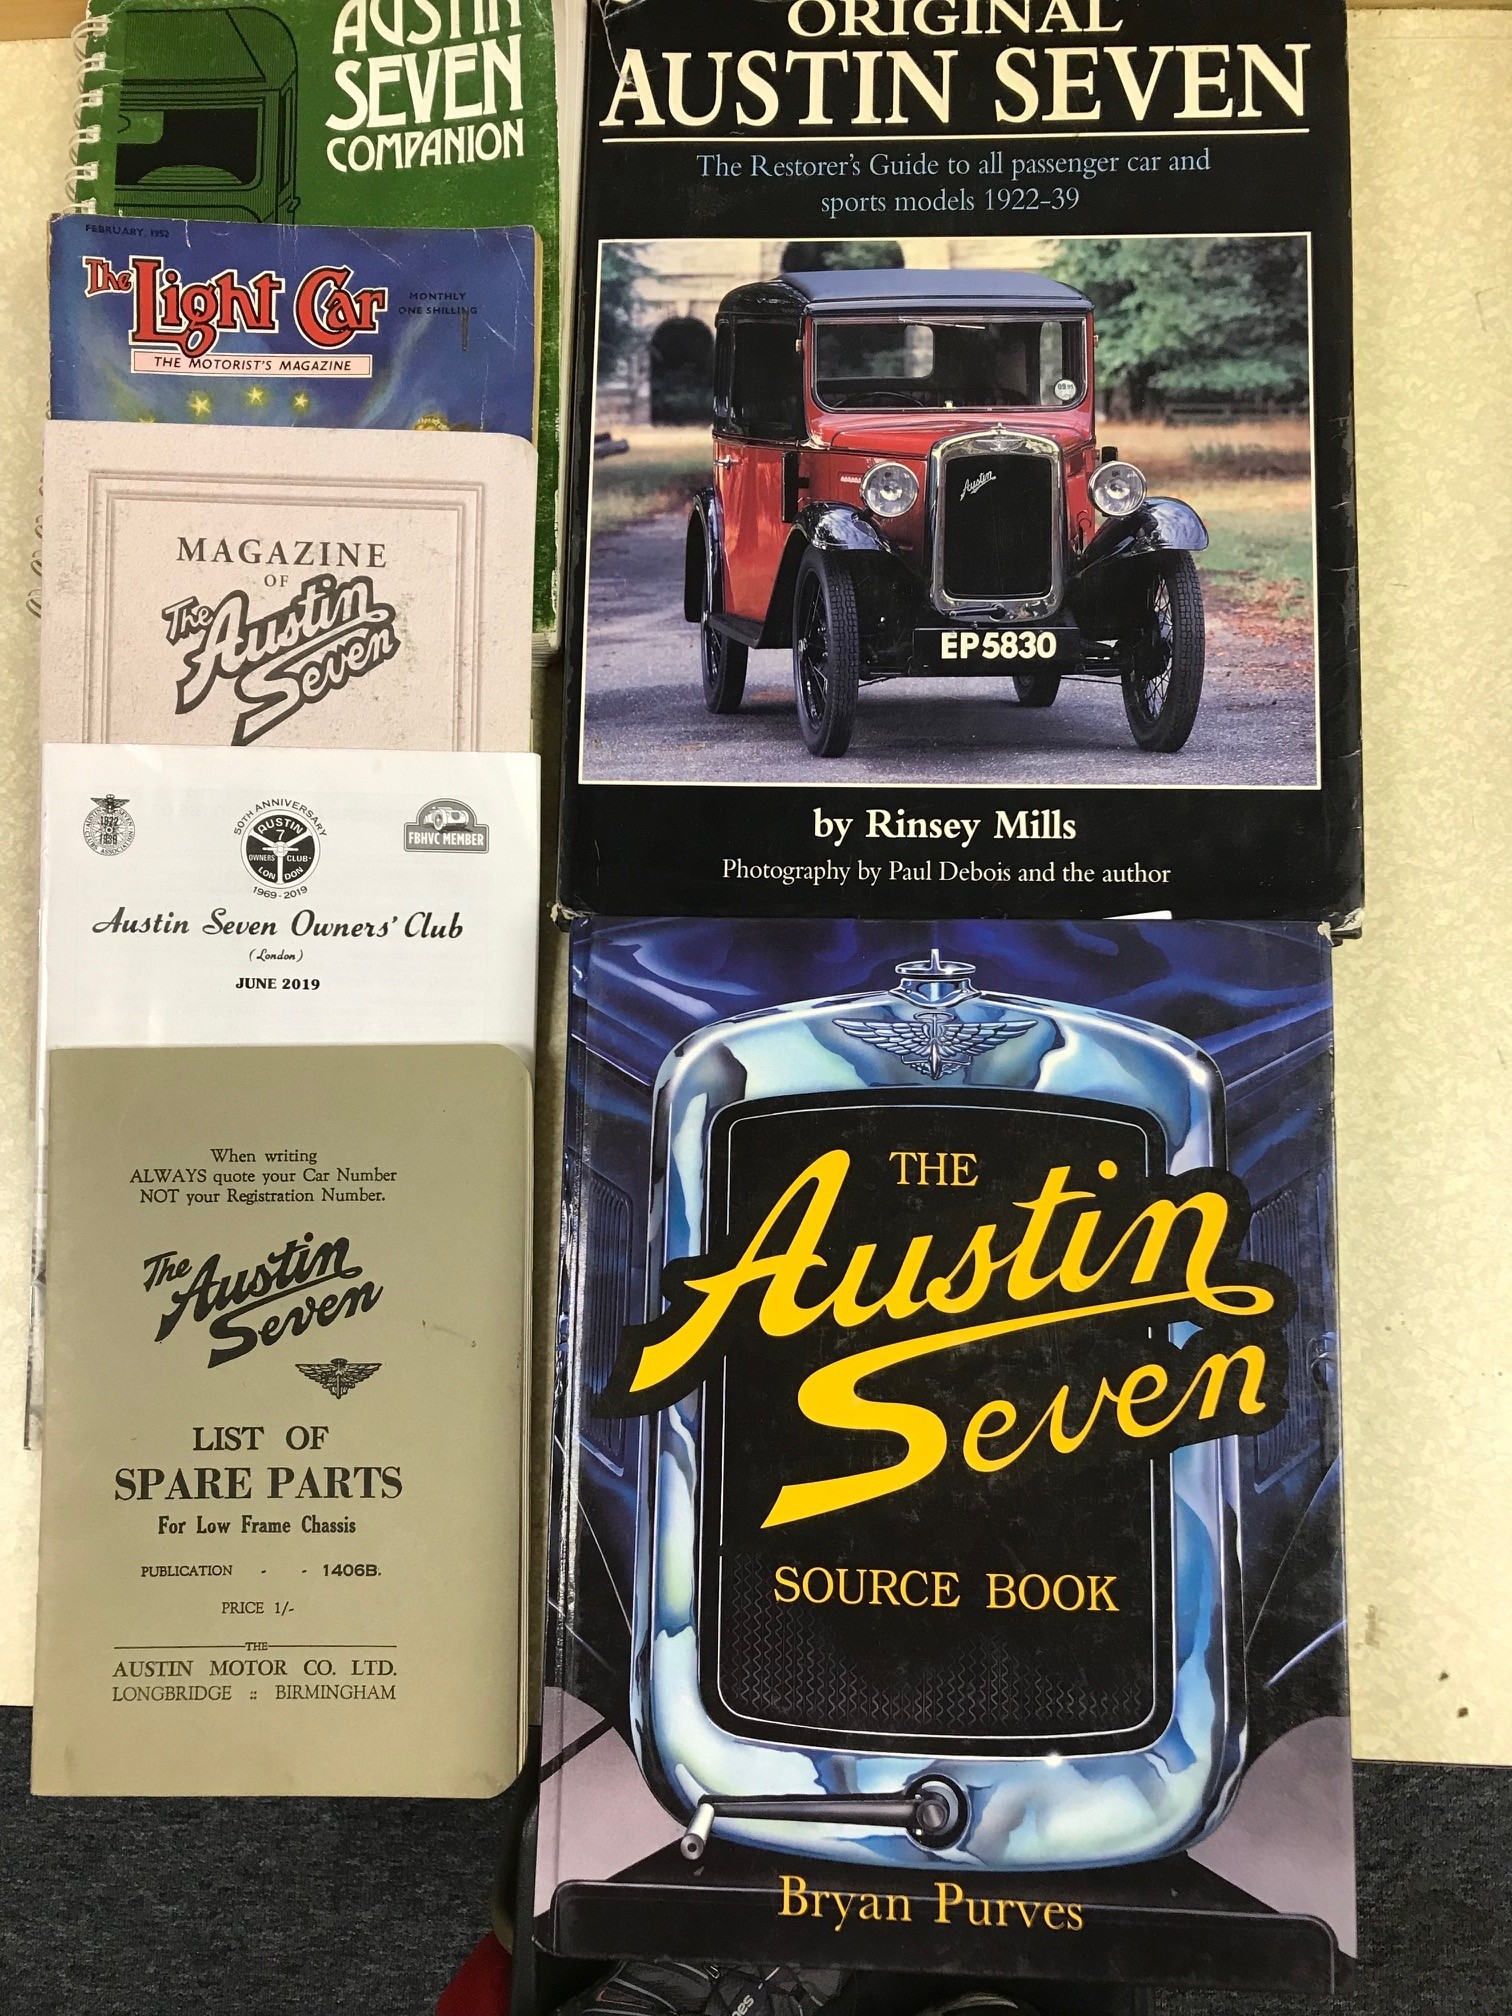 AUSTIN
SEVEN
COMPANION
FEBRUARY, 1952
The Light Car
MONTHLY
ONE SHILLING
THE MOTORIST'S MAGAZINE
MAGAZINE
OF
The Austin
Seven
1922
1939
50TH ANNIVERSARY
AUSTIN
7
OWNERS CLUB
LONDON
1969-2019
FBHVC MEMBER
Austin Seven Owners' Club
(London)
JUNE 2019
When writing
ALWAYS quote your Car Number
NOT your Registration Number.
The Austin
Seven
LIST OF
SPARE PARTS
For Low Frame Chassis
PUBLICATION - - 1406B.
PRICE 1/-
THE
AUSTIN MOTOR CO. LTD.
LONGBRIDGE :: BIRMINGHAM
ORIGINAL
AUSTIN SEVEN
The Restorer's Guide to all passenger car and
sports models 1922-39
Austin
EP 5830
by Rinsey Mills
Photography by Paul Debois and the author
THE
Austin
Seven
SOURCE BOOK
Bryan Purves